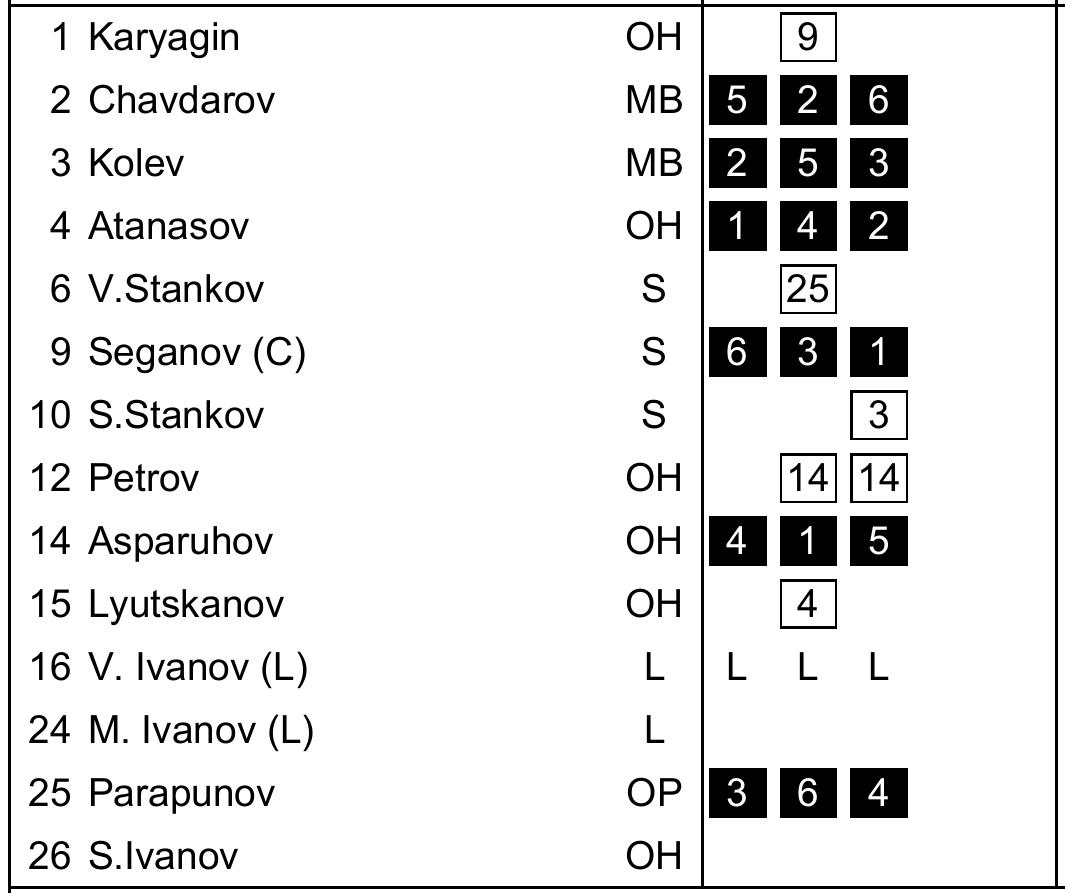 1 Karyagin OH 9
2 Chavdarov MB 5 2 6
3 Kolev MB 2 5 3
4 Atanasov OH 1 4 2
6 V.Stankov S 25
9 Seganov (C) S 6 3 1
10 S.Stankov S 3
12 Petrov OH 14 14
14 Asparuhov OH 4 1 5
15 Lyutskanov OH 4
16 V. Ivanov (L) L L L L
24 M. Ivanov (L) L
25 Parapunov OP 3 6 4
26 S.Ivanov OH